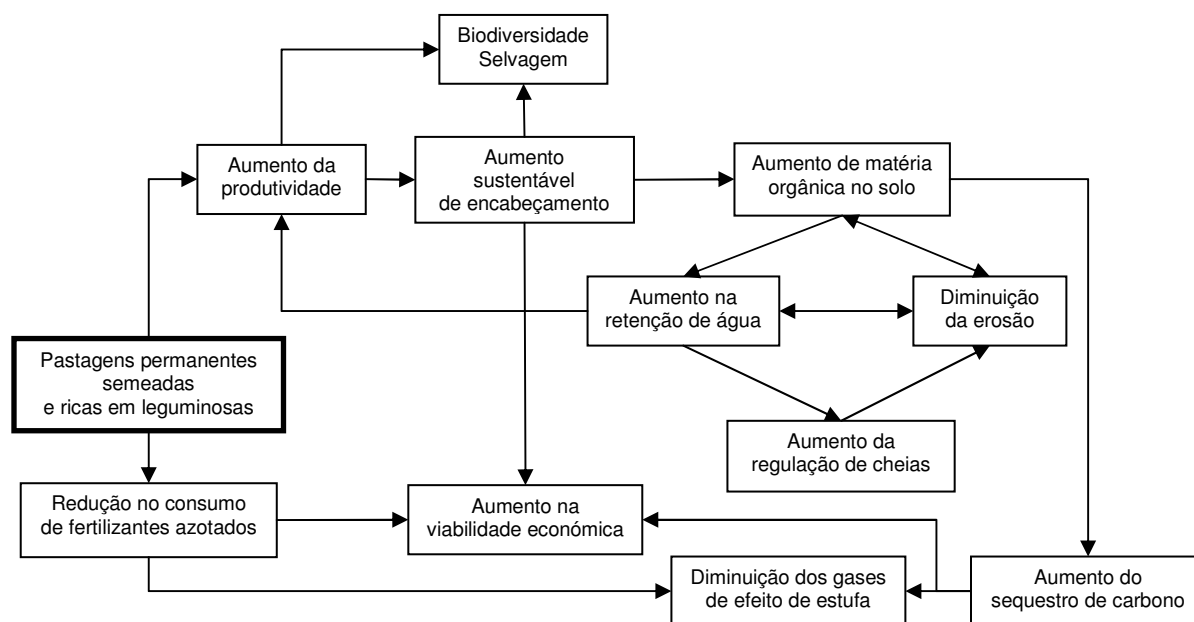 Biodiversidade
Selvagem
Aumento da
produtividade
Aumento
sustentável
de encabeçamento
Aumento de matéria
orgânica no solo
Aumento na
retenção de água
Diminuição
da erosão
Pastagens permanentes
semeadas
e ricas em leguminosas
Aumento da
regulação de cheias
Redução no consumo
de fertilizantes azotados
Aumento na
viabilidade económica
Diminuição dos gases
de efeito de estufa
Aumento do
sequestro de carbono